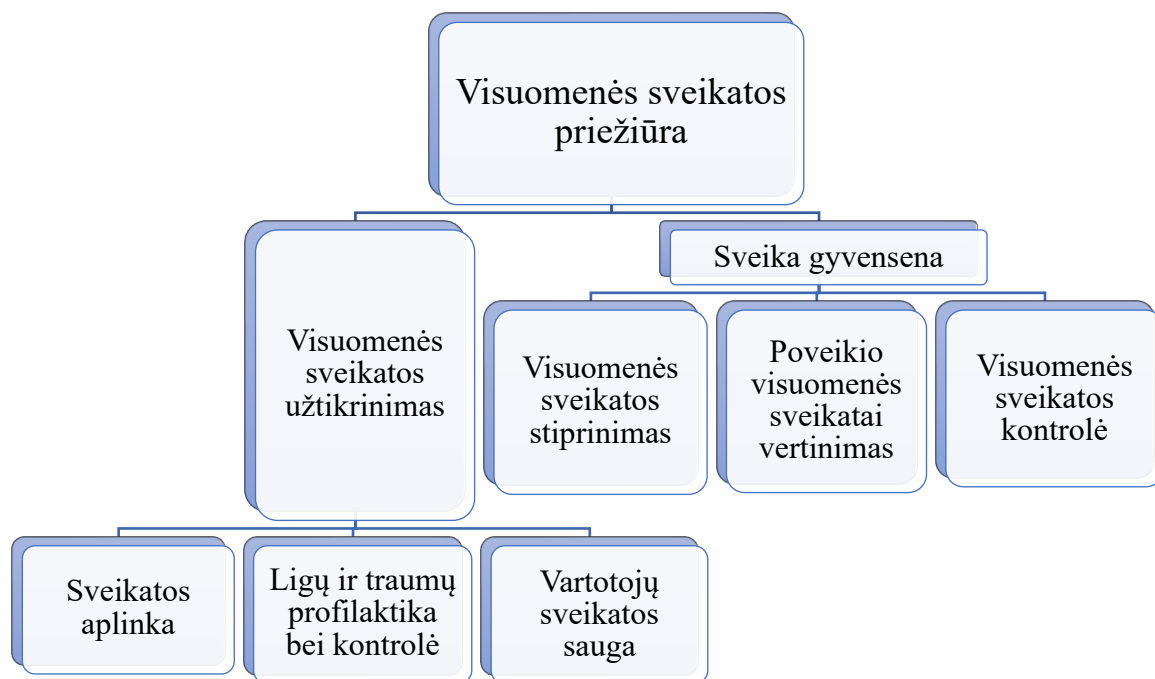 Visuomenės sveikatos
priežiūra
Visuomenės
sveikatos
užtikrinimas
Sveika gyvensena
Visuomenės
sveikatos
stiprinimas
Poveikio
visuomenės
sveikatai
vertinimas
Visuomenės
sveikatos
kontrolė
Sveikatos
aplinka
Ligų ir traumų
profilaktika
bei kontrolė
Vartotojų
sveikatos
sauga